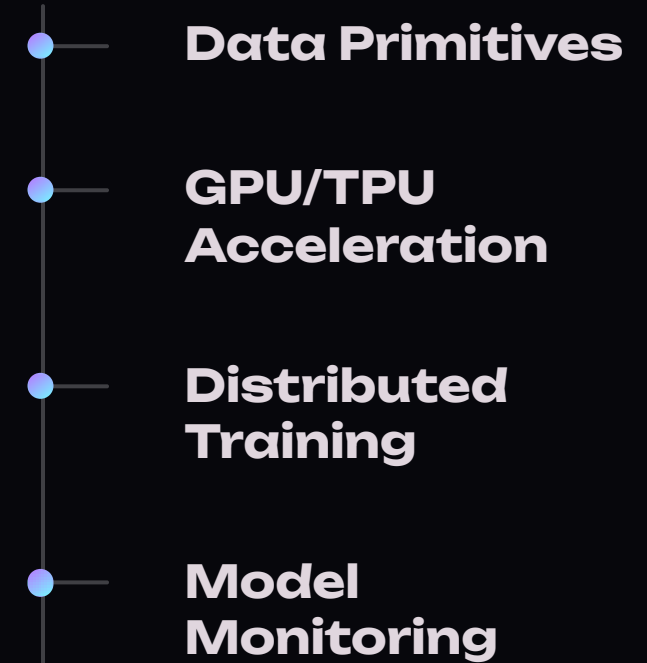 Data Primitives
GPU/TPU
Acceleration
Distributed
Training
Model
Monitoring